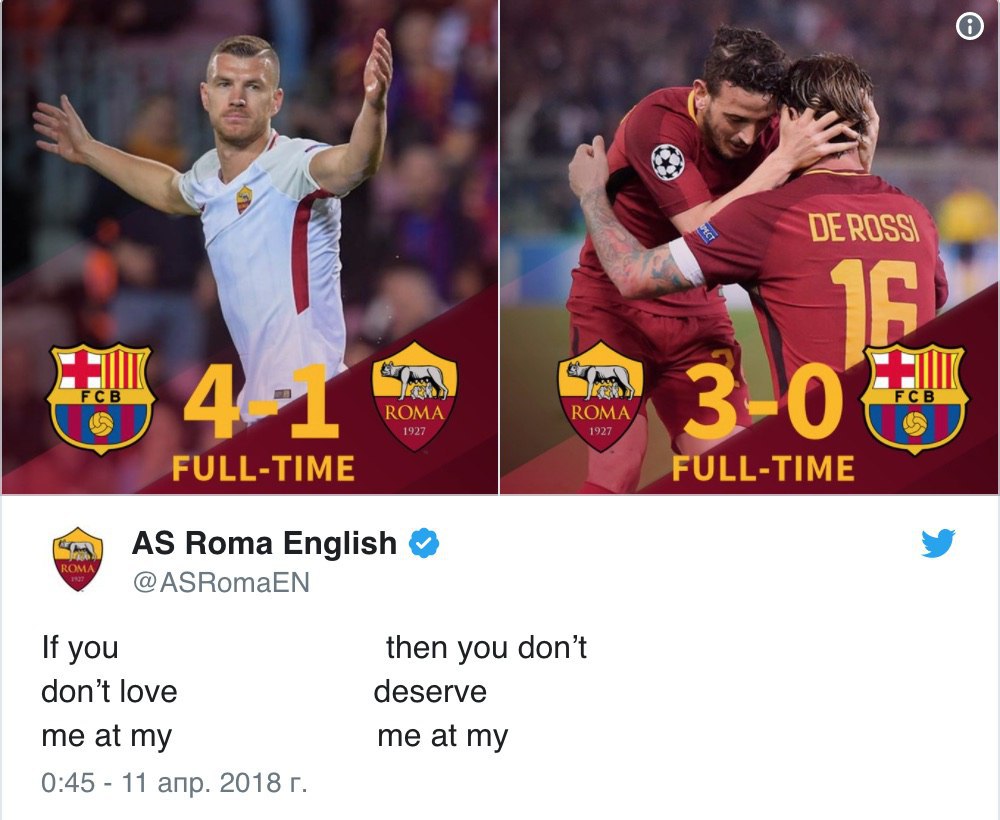 DE ROSSI
16
FCB
4-1
ROMA
1927
FULL-TIME
ROMA
1927
3-0
FCB
FULL-TIME
AS Roma English
@ASRomaEN
ROMA
1927
If you then you don’t
don’t love deserve
me at my me at my
0:45 - 11 апр. 2018 г.